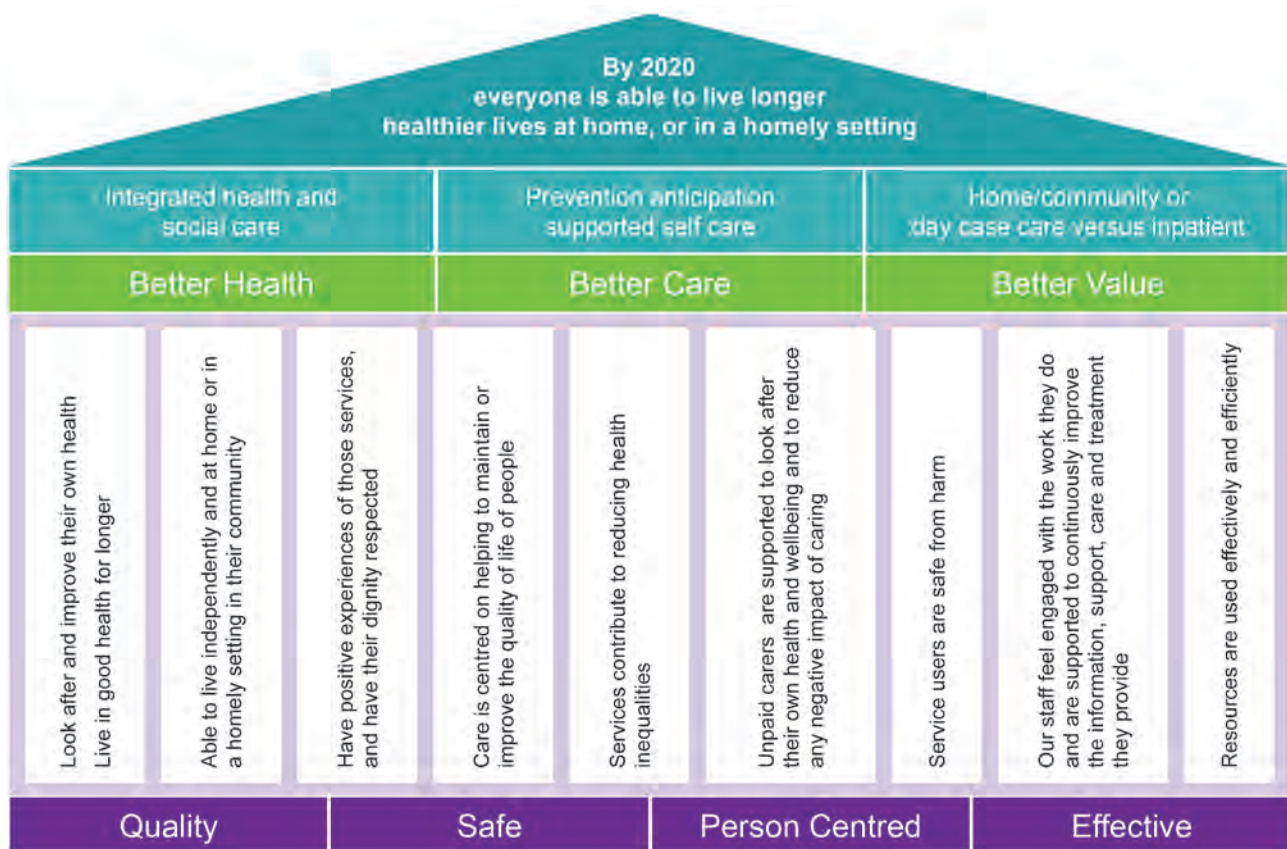 By 2020
everyone is able to live longer
healthier lives at home, or in a homely setting
Integrated health and
social care
Prevention anticipation
supported self care
Home/community or
day case care versus inpatient
Better Health
Better Care
Better Value
Look after and improve their own health
Live in good health for longer
Able to live independently and at home or in
a homely setting in their community
Have positive experiences of those services,
and have their dignity respected
Care is centred on helping to maintain or
improve the quality of life of people
Services contribute to reducing health
inequalities
Unpaid carers are supported to look after
their own health and wellbeing and to reduce
any negative impact of caring
Service users are safe from harm
Our staff feel engaged with the work they do
and are supported to continuously improve
the information, support, care and treatment
they provide
Resources are used effectively and efficiently
Quality
Safe
Person Centred
Effective